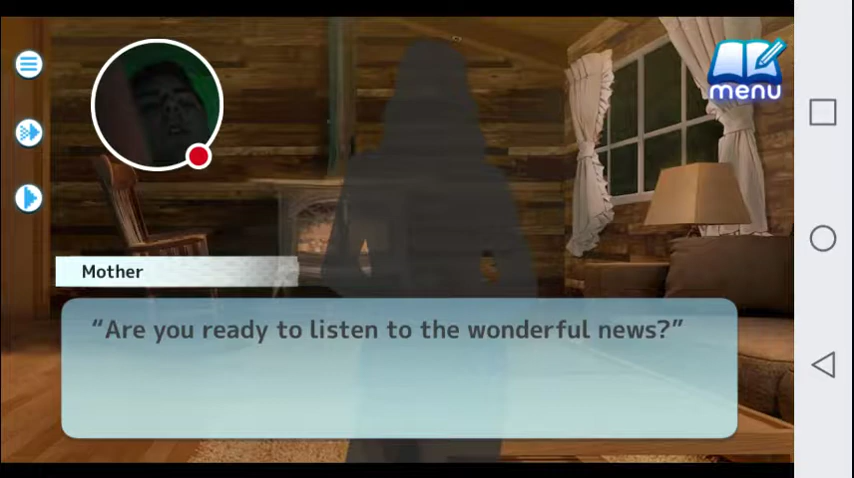 menu
Mother
“Are you ready to listen to the wonderful news?”